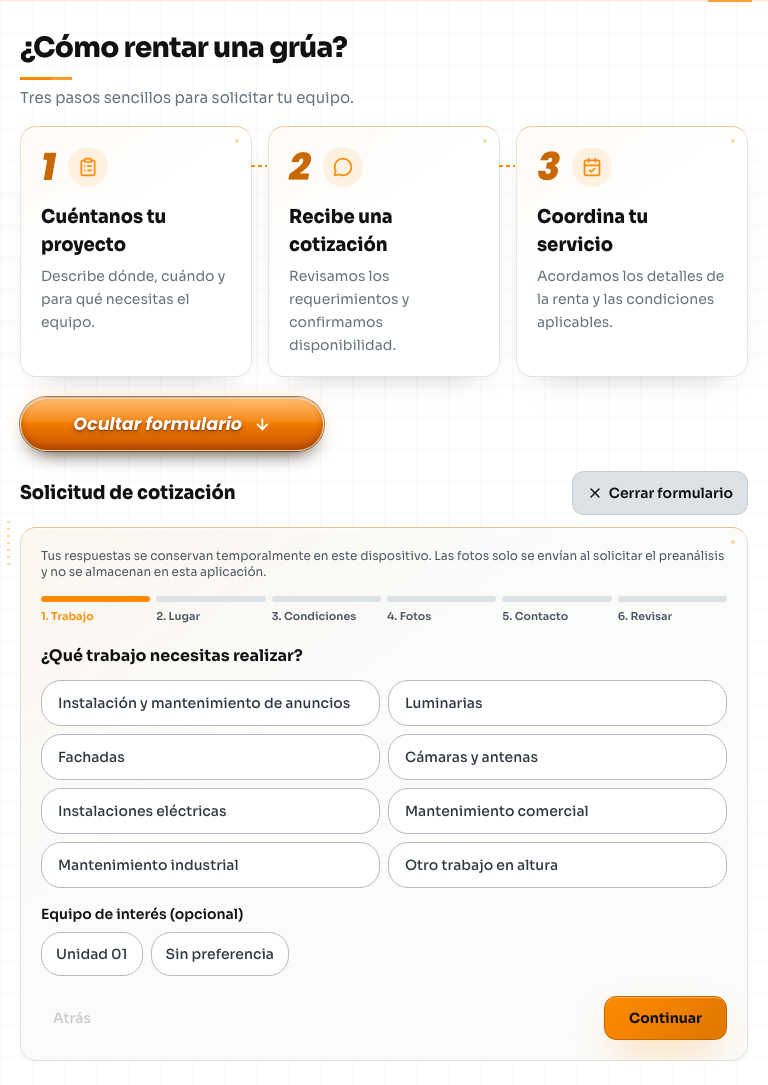 ¿Cómo rentar una grúa?
Tres pasos sencillos para solicitar tu equipo.
1
Cuéntanos tu
proyecto
Describe dónde, cuándo y
para qué necesitas el
equipo.
2
Recibe una
cotización
Revisamos los
requerimientos y
confirmamos
disponibilidad.
3
Coordina tu
servicio
Acordamos los detalles de
la renta y las condiciones
aplicables.
Ocultar formulario ↓
Solicitud de cotización
× Cerrar formulario
Tus respuestas se conservan temporalmente en este dispositivo. Las fotos solo se envían al solicitar el preanálisis
y no se almacenan en esta aplicación.
1. Trabajo 2. Lugar 3. Condiciones 4. Fotos 5. Contacto 6. Revisar
¿Qué trabajo necesitas realizar?
Instalación y mantenimiento de anuncios
Luminarias
Fachadas
Cámaras y antenas
Instalaciones eléctricas
Mantenimiento comercial
Mantenimiento industrial
Otro trabajo en altura
Equipo de interés (opcional)
Unidad 01
Sin preferencia
Atrás
Continuar